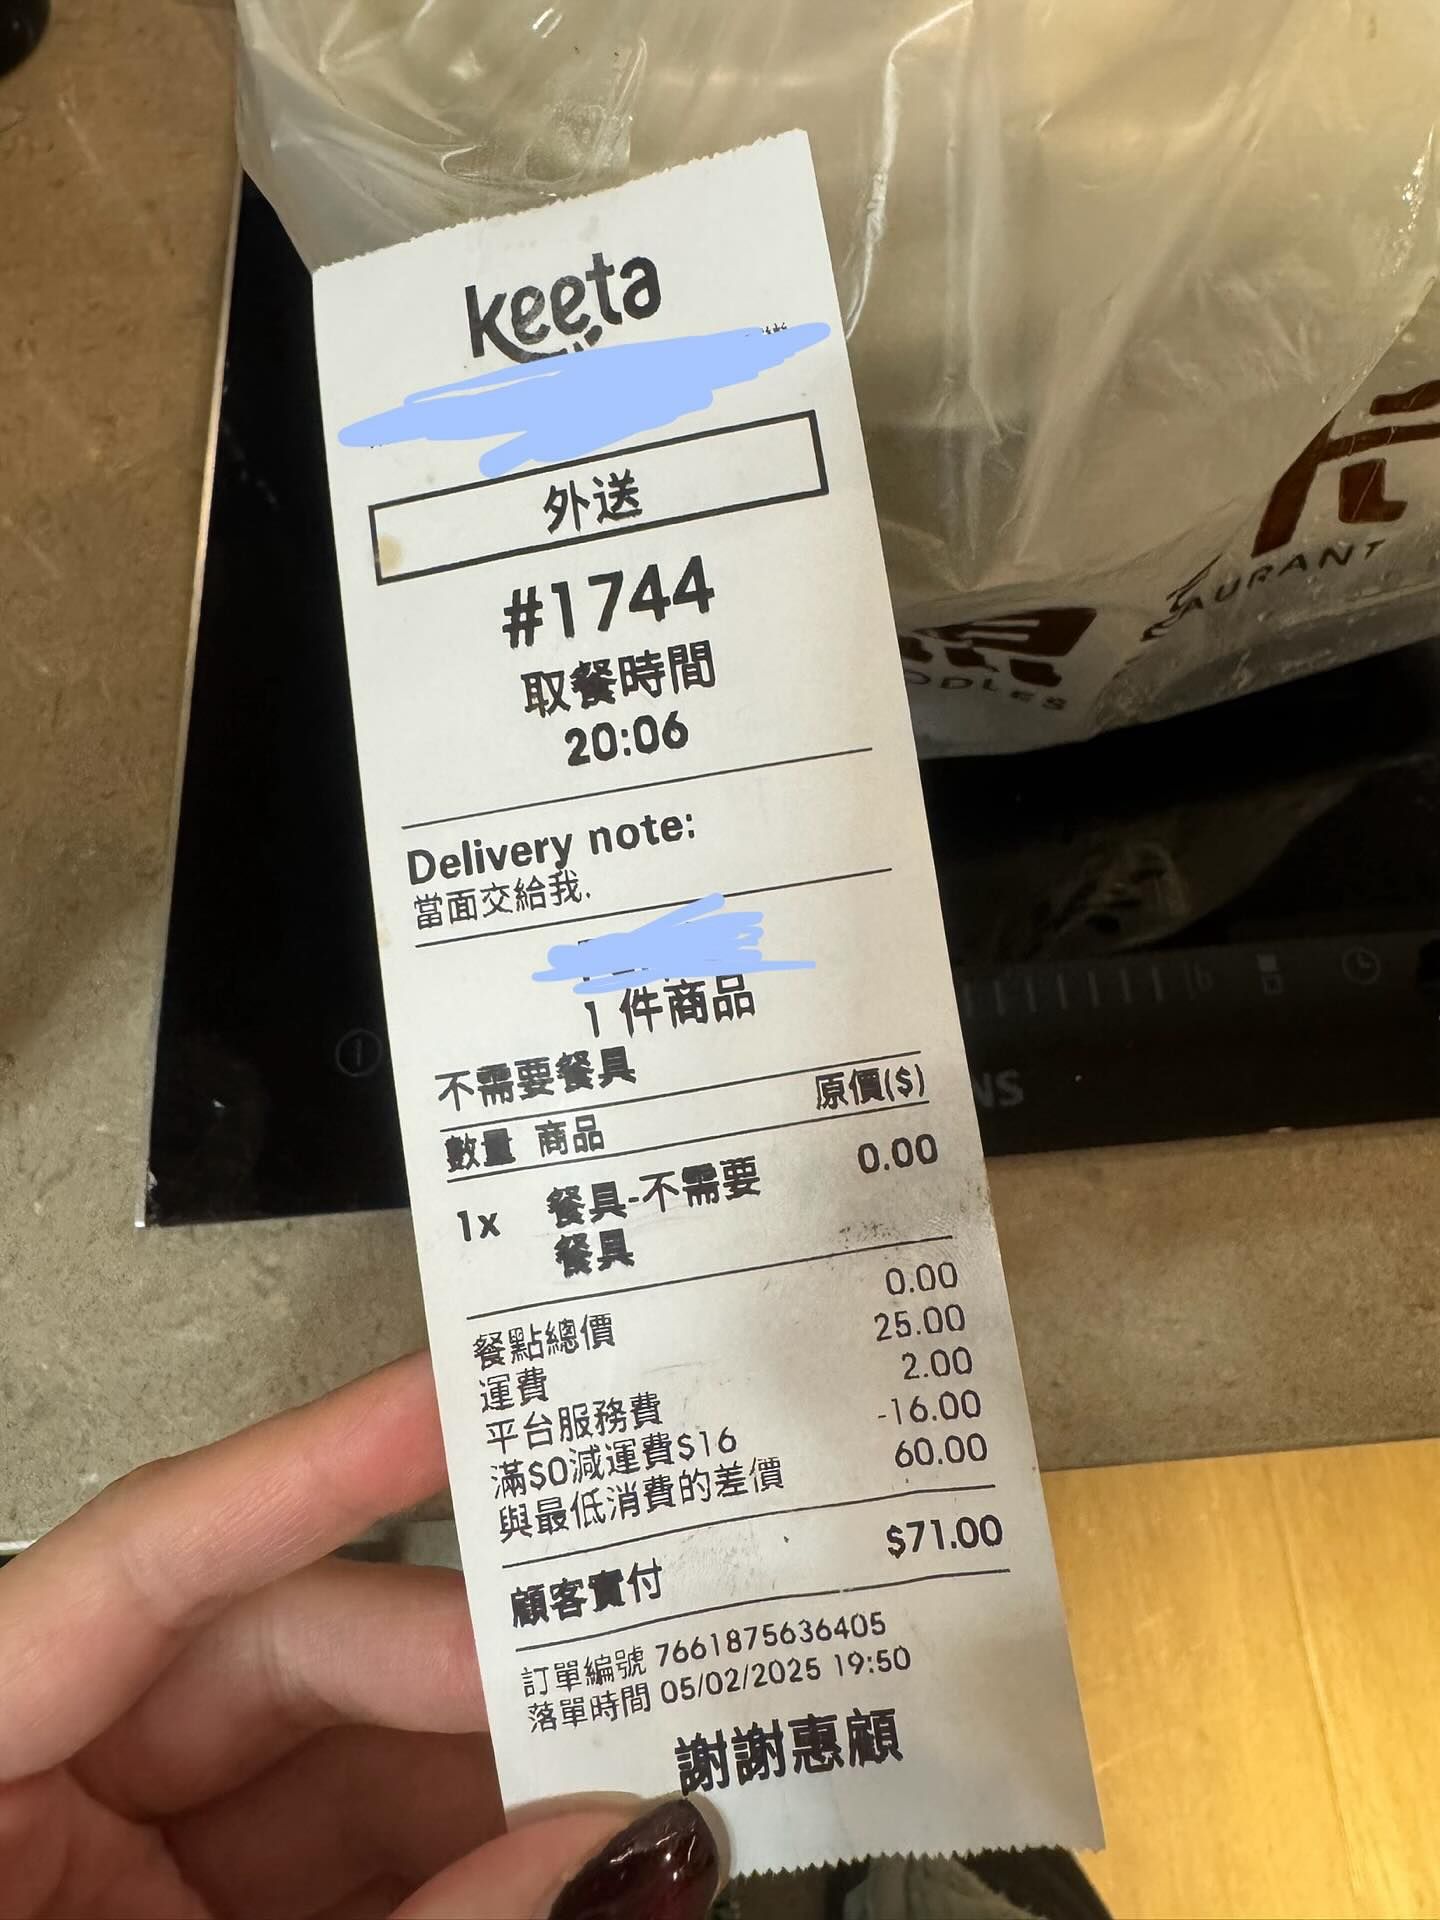 keeta
外送
#1744
取餐時間
20:06
Delivery note:
當面交給我.
1 件商品
不需要餐具
數量 商品 原價($)
1x 餐具-不需要 0.00
餐具
餐點總價 0.00
運費 25.00
平台服務費 2.00
滿$0減運費$16 -16.00
與最低消費的差價 60.00
顧客實付 $71.00
訂單編號 7661875636405
落單時間 05/02/2025 19:50
謝謝惠顧